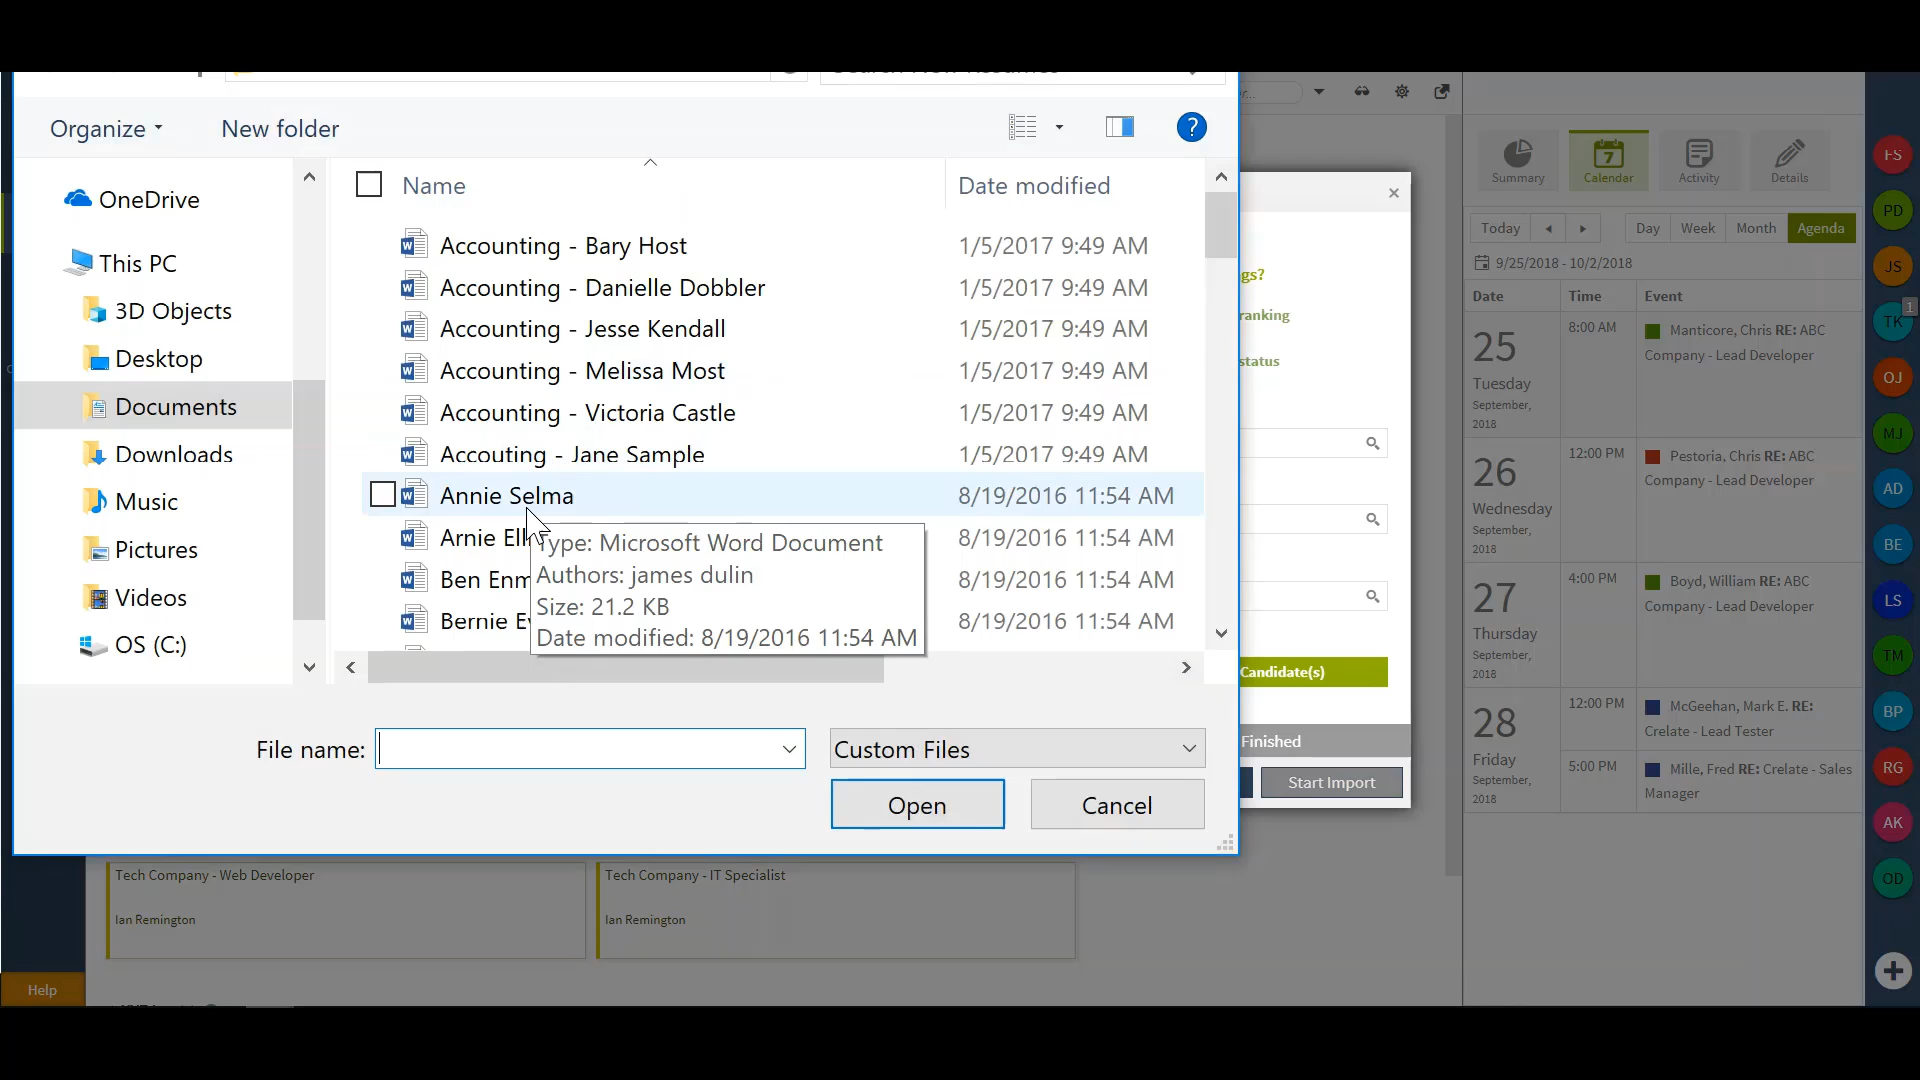 Organize
New folder
?
OneDrive
This PC
3D Objects
Desktop
Documents
Downloads
Music
Pictures
Videos
OS (C:)
Name
Date modified
Accounting - Bary Host 1/5/2017 9:49 AM
Accounting - Danielle Dobbler 1/5/2017 9:49 AM
Accounting - Jesse Kendall 1/5/2017 9:49 AM
Accounting - Melissa Most 1/5/2017 9:49 AM
Accounting - Victoria Castle 1/5/2017 9:49 AM
Accouting - Jane Sample 1/5/2017 9:49 AM
Annie Selma 8/19/2016 11:54 AM
Arnie 8/19/2016 11:54 AM
Ben 8/19/2016 11:54 AM
Bernie 8/19/2016 11:54 AM
Type: Microsoft Word Document
Authors: james dulin
Size: 21.2 KB
Date modified: 8/19/2016 11:54 AM
File name:
Custom Files
Open
Cancel
gs?
ranking
status
Candidate(s)
Finished
Start Import
Tech Company - Web Developer
Ian Remington
Tech Company - IT Specialist
Ian Remington
Help
Summary
7
Calendar
Activity
Details
Today
Day
Week
Month
Agenda
9/25/2018 - 10/2/2018
Date
Time
Event
25
Tuesday
September,
2018
8:00 AM
Manticore, Chris RE: ABC
Company - Lead Developer
26
Wednesday
September,
2018
12:00 PM
Pestoria, Chris RE: ABC
Company - Lead Developer
27
Thursday
September,
2018
4:00 PM
Boyd, William RE: ABC
Company - Lead Developer
28
Friday
September,
2018
12:00 PM
McGeehan, Mark E. RE:
Crelate - Lead Tester
5:00 PM
Mille, Fred RE: Crelate - Sales
Manager
FS
PD
JS
1
TK
OJ
MJ
AD
BE
LS
TM
BP
RG
AK
OD